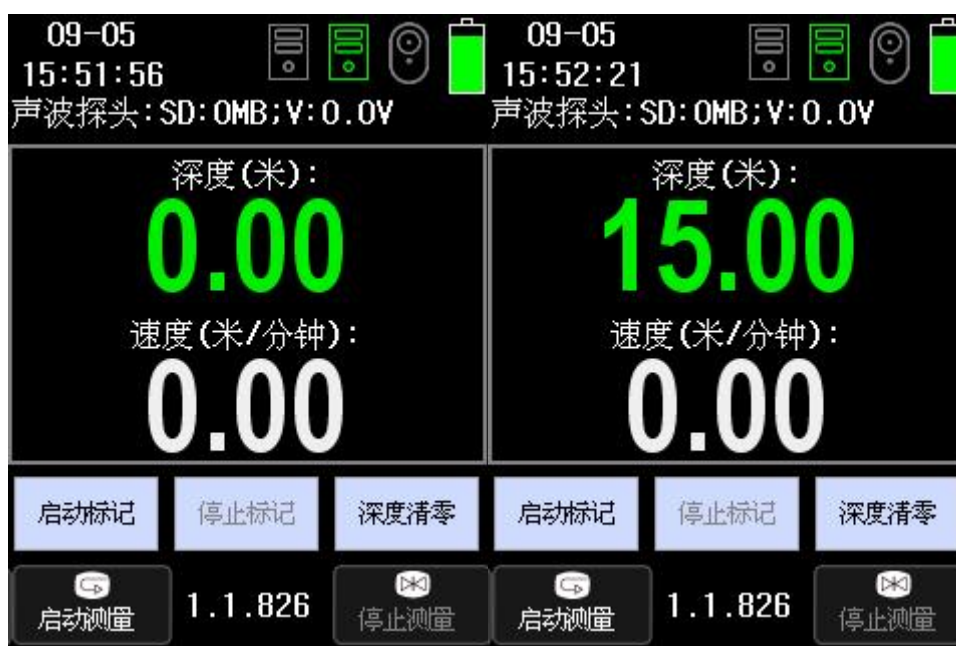 09-05
15:51:56
声波探头:SD:0MB;V:0.0V
深度(米):
0.00
速度(米/分钟):
0.00
启动标记 停止标记 深度清零
启动测量 1.1.826 停止测量
09-05
15:52:21
声波探头:SD:0MB;V:0.0V
深度(米):
15.00
速度(米/分钟):
0.00
启动标记 停止标记 深度清零
启动测量 1.1.826 停止测量